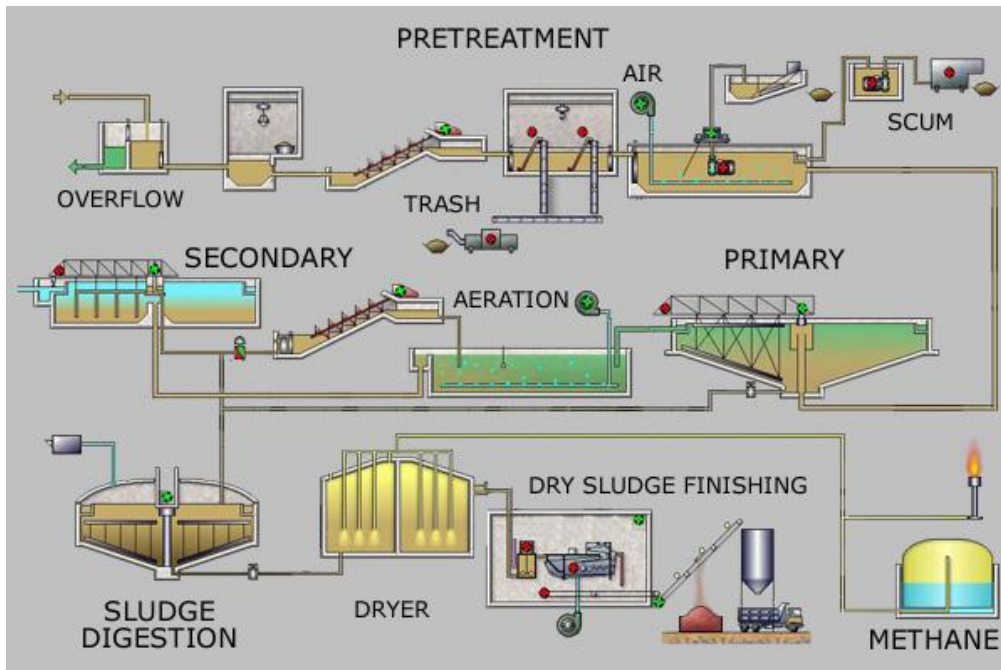 PRETREATMENT
AIR
SCUM
OVERFLOW
TRASH
SECONDARY
PRIMARY
AERATION
DRY SLUDGE FINISHING
SLUDGE
DIGESTION
DRYER
METHANE